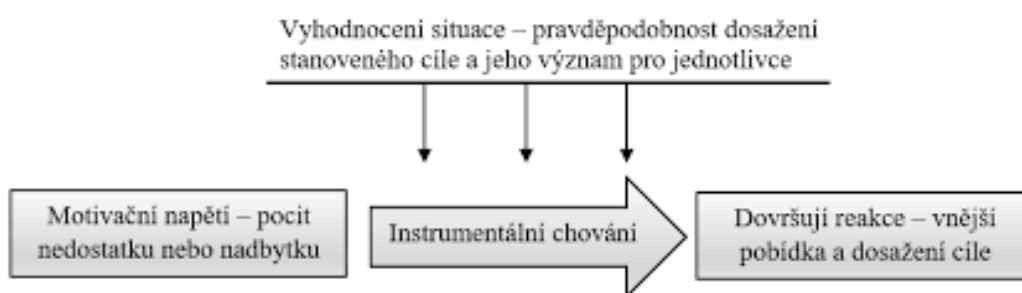 Vyhodnocení situace – pravděpodobnost dosažení
stanoveného cíle a jeho význam pro jednotlivce
Motivační napětí – pocit
nedostatku nebo nadbytku
Instrumentální chování
Dovršují reakce – vnější
pobídka a dosažení cíle